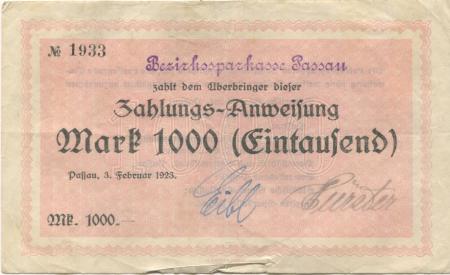 № 1933
Bezirkssparkasse Passau
zahlt dem Überbringer dieser
Zahlungs-Anweisung
Mark 1000 (Eintausend)
Passau, 3. Februar 1923.
Eibl
Mk. 1000.—